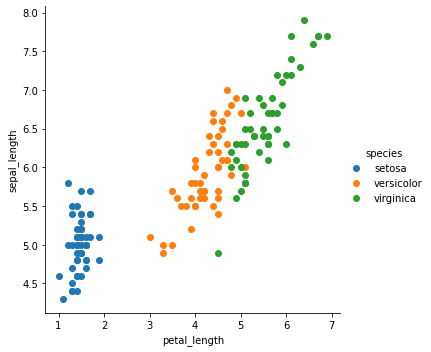 8.0
7.5
7.0
6.5
6.0
5.5
5.0
4.5
sepal_length
1 2 3 4 5 6 7
petal_length
species
setosa
versicolor
virginica